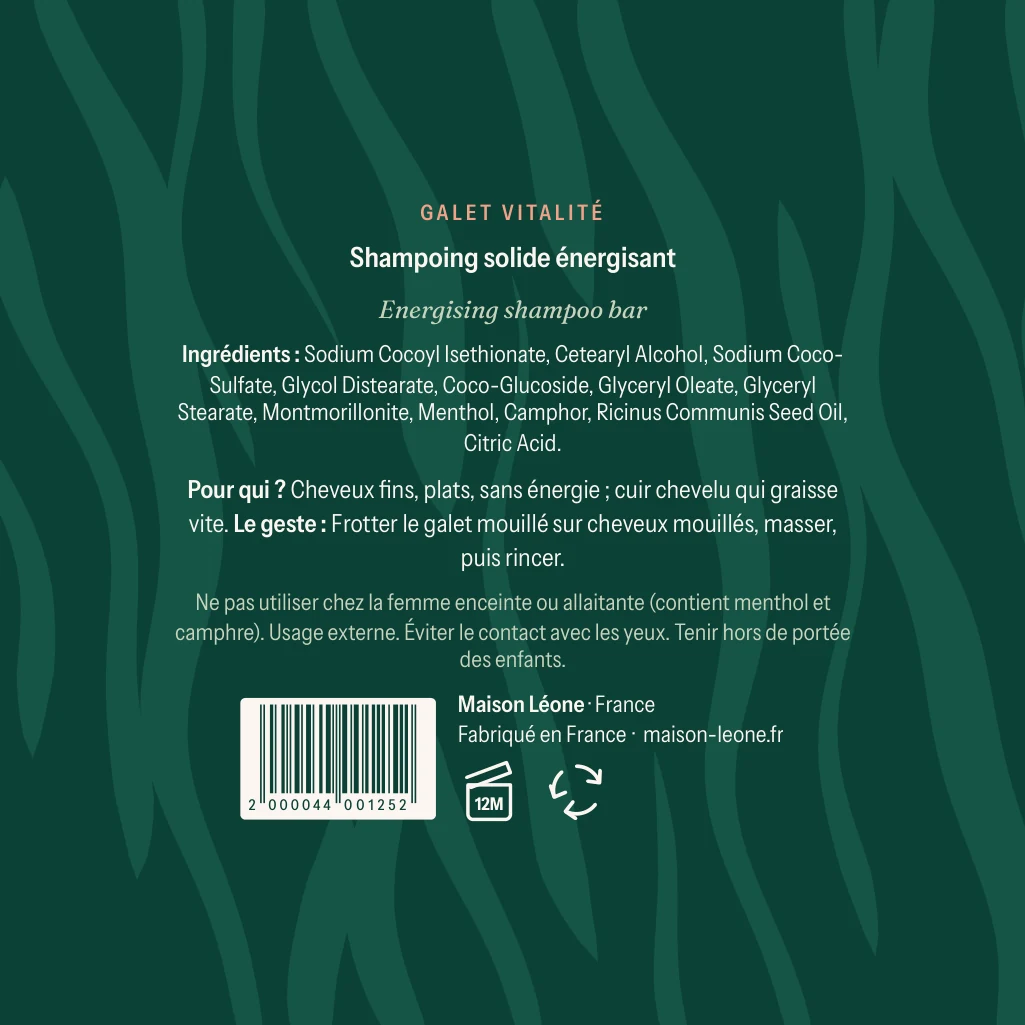 GALET VITALITÉ
Shampoing solide énergisant
Energising shampoo bar
Ingrédients : Sodium Cocoyl Isethionate, Cetearyl Alcohol, Sodium Coco-
Sulfate, Glycol Distearate, Coco-Glucoside, Glyceryl Oleate, Glyceryl
Stearate, Montmorillonite, Menthol, Camphor, Ricinus Communis Seed Oil,
Citric Acid.
Pour qui ? Cheveux fins, plats, sans énergie ; cuir chevelu qui graisse
vite. Le geste : Frotter le galet mouillé sur cheveux mouillés, masser,
puis rincer.
Ne pas utiliser chez la femme enceinte ou allaitante (contient menthol et
camphre). Usage externe. Éviter le contact avec les yeux. Tenir hors de portée
des enfants.
Maison Léone · France
Fabriqué en France · maison-leone.fr
2 000044 001252
12M